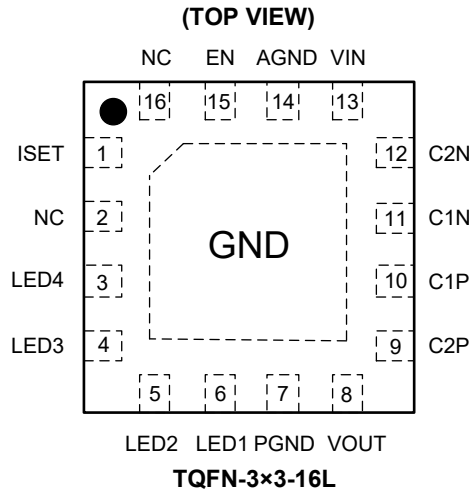 (TOP VIEW)
NC EN AGND VIN
16 15 14 13
ISET 1 12 C2N
NC 2 11 C1N
GND
LED4 3 10 C1P
LED3 4 9 C2P
5 6 7 8
LED2 LED1 PGND VOUT
TQFN-3×3-16L